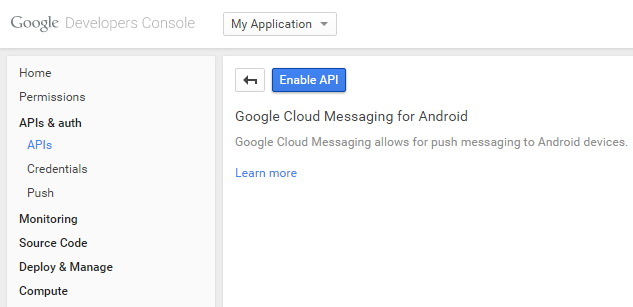 Google Developers Console
My Application
Home
Permissions
APIs & auth
APIs
Credentials
Push
Monitoring
Source Code
Deploy & Manage
Compute
Enable API
Google Cloud Messaging for Android
Google Cloud Messaging allows for push messaging to Android devices.
Learn more